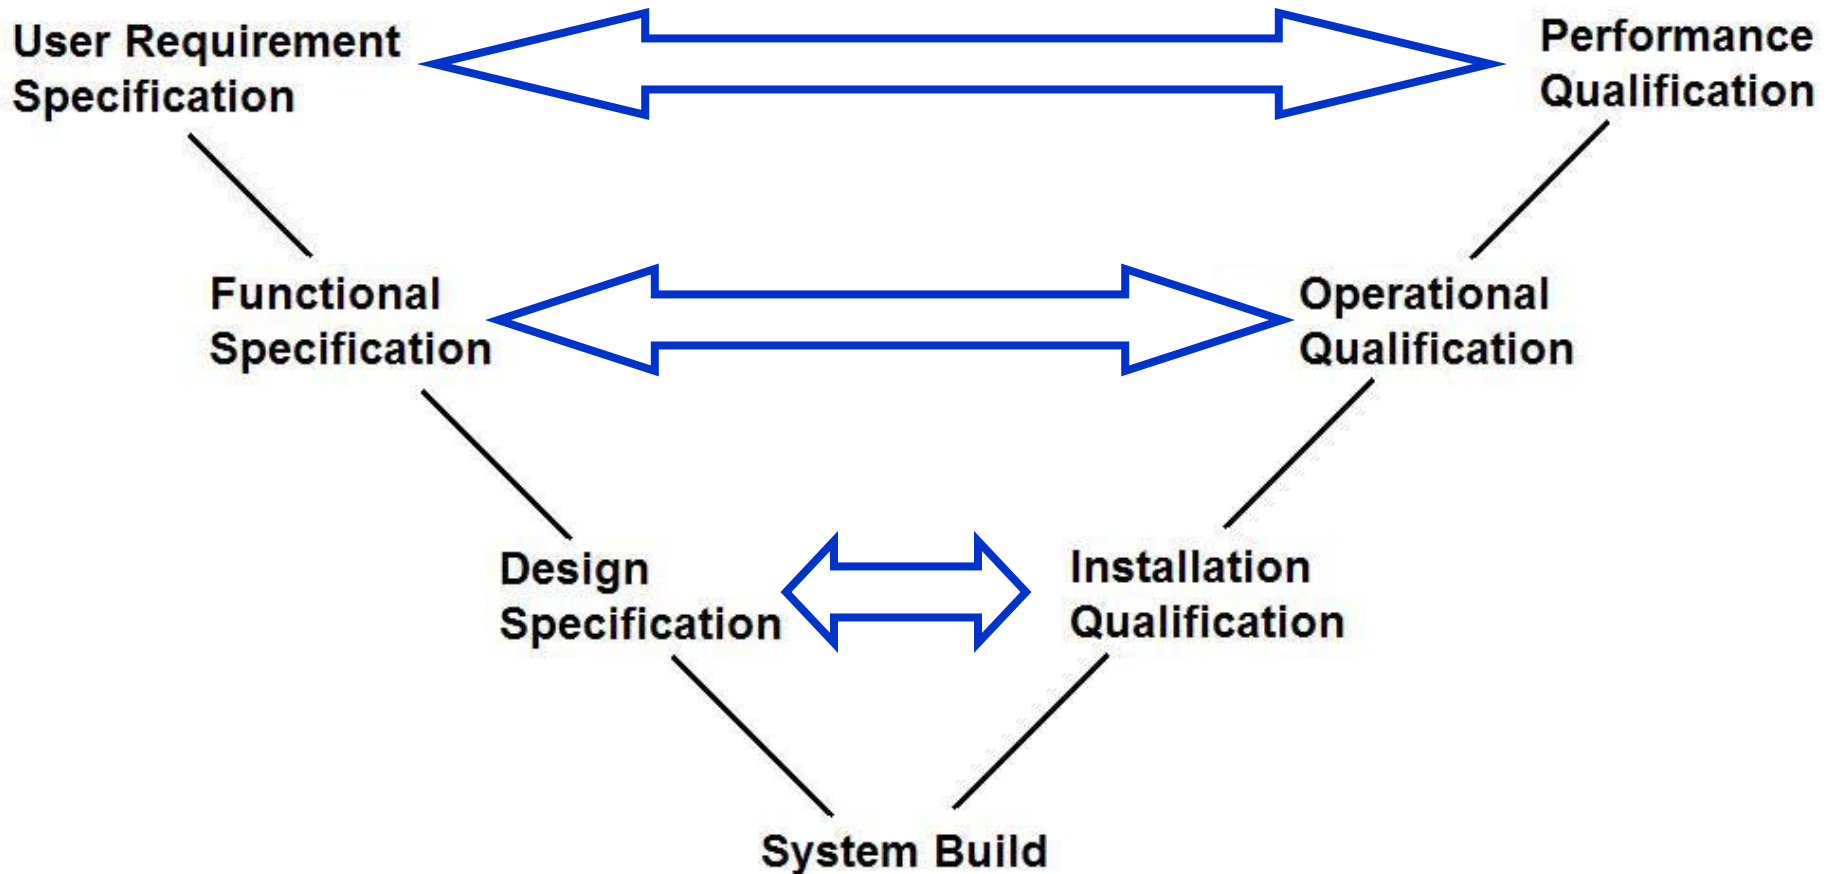 User Requirement
Specification
Performance
Qualification
Functional
Specification
Operational
Qualification
Design
Specification
Installation
Qualification
System Build